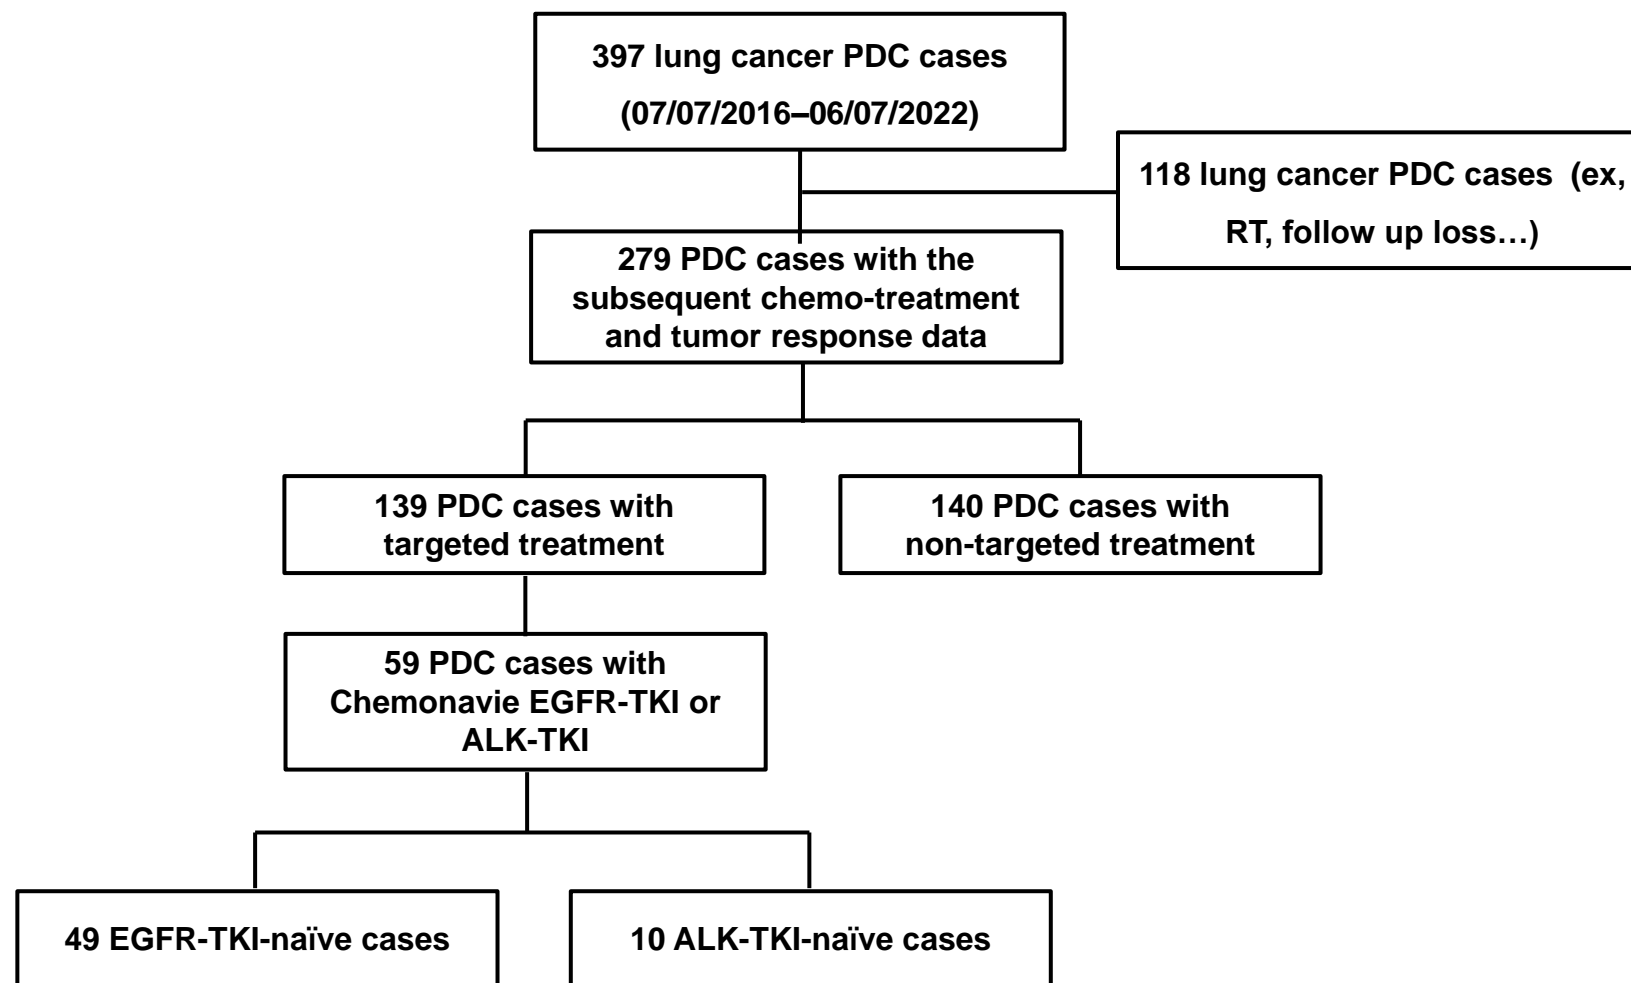 397 lung cancer PDC cases
(07/07/2016–06/07/2022)
118 lung cancer PDC cases (ex,
RT, follow up loss…)
279 PDC cases with the
subsequent chemo-treatment
and tumor response data
139 PDC cases with
targeted treatment
140 PDC cases with
non-targeted treatment
59 PDC cases with
Chemonavie EGFR-TKI or
ALK-TKI
49 EGFR-TKI-naïve cases
10 ALK-TKI-naïve cases